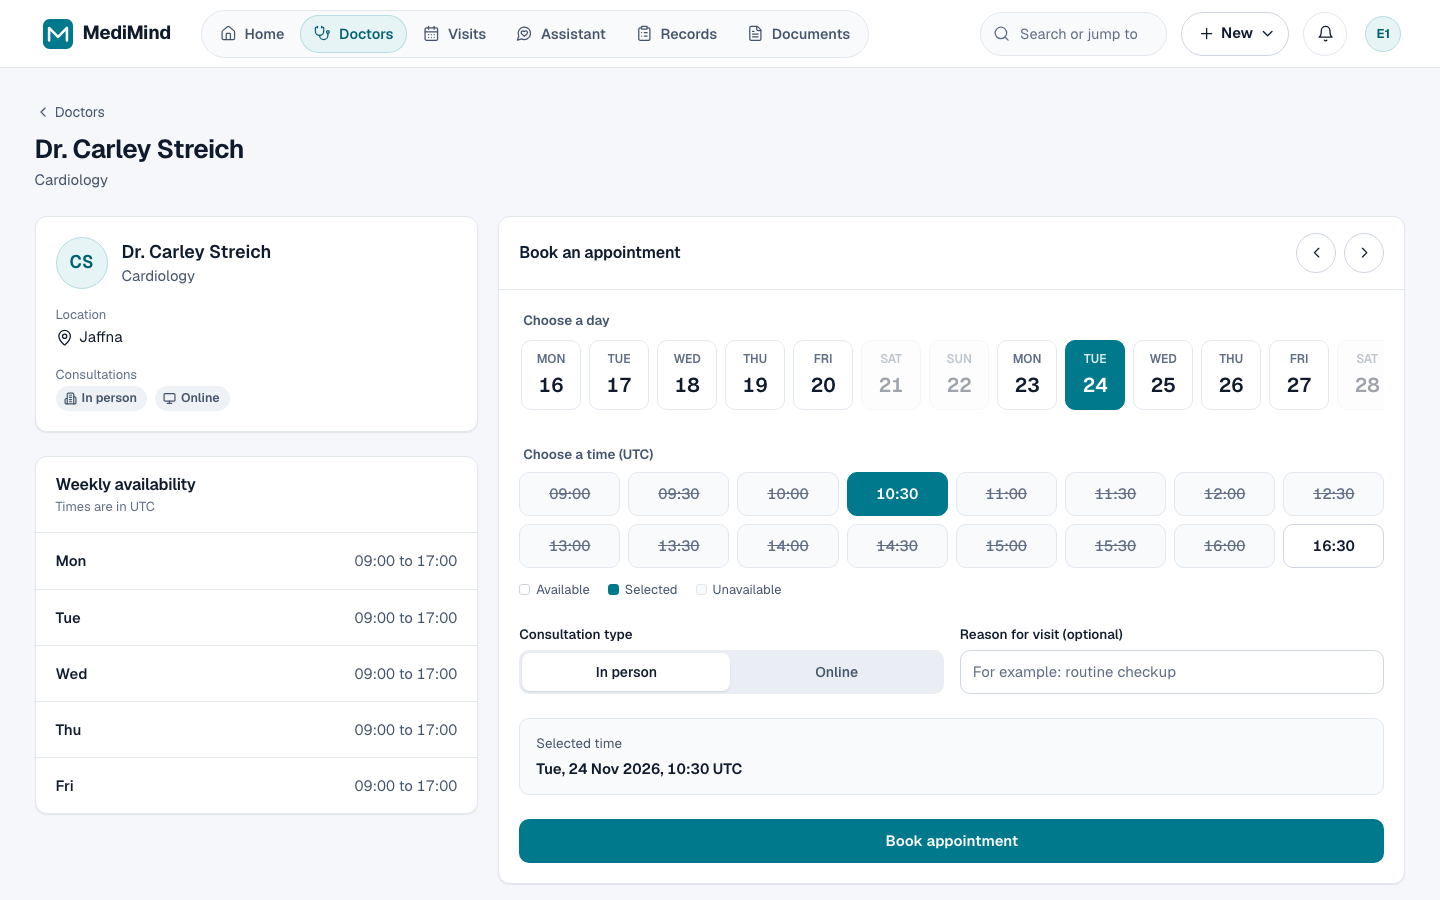 MediMind
Home
Doctors
Visits
Assistant
Records
Documents
Search or jump to
New
E1
Doctors
Dr. Carley Streich
Cardiology
CS
Dr. Carley Streich
Cardiology
Location
Jaffna
Consultations
In person
Online
Weekly availability
Times are in UTC
Mon 09:00 to 17:00
Tue 09:00 to 17:00
Wed 09:00 to 17:00
Thu 09:00 to 17:00
Fri 09:00 to 17:00
Book an appointment
Choose a day
MON TUE WED THU FRI SAT SUN MON TUE WED THU FRI SAT
16 17 18 19 20 21 22 23 24 25 26 27 28
Choose a time (UTC)
09:00 09:30 10:00 10:30 11:00 11:30 12:00 12:30
13:00 13:30 14:00 14:30 15:00 15:30 16:00 16:30
Available Selected Unavailable
Consultation type
In person Online
Reason for visit (optional)
For example: routine checkup
Selected time
Tue, 24 Nov 2026, 10:30 UTC
Book appointment